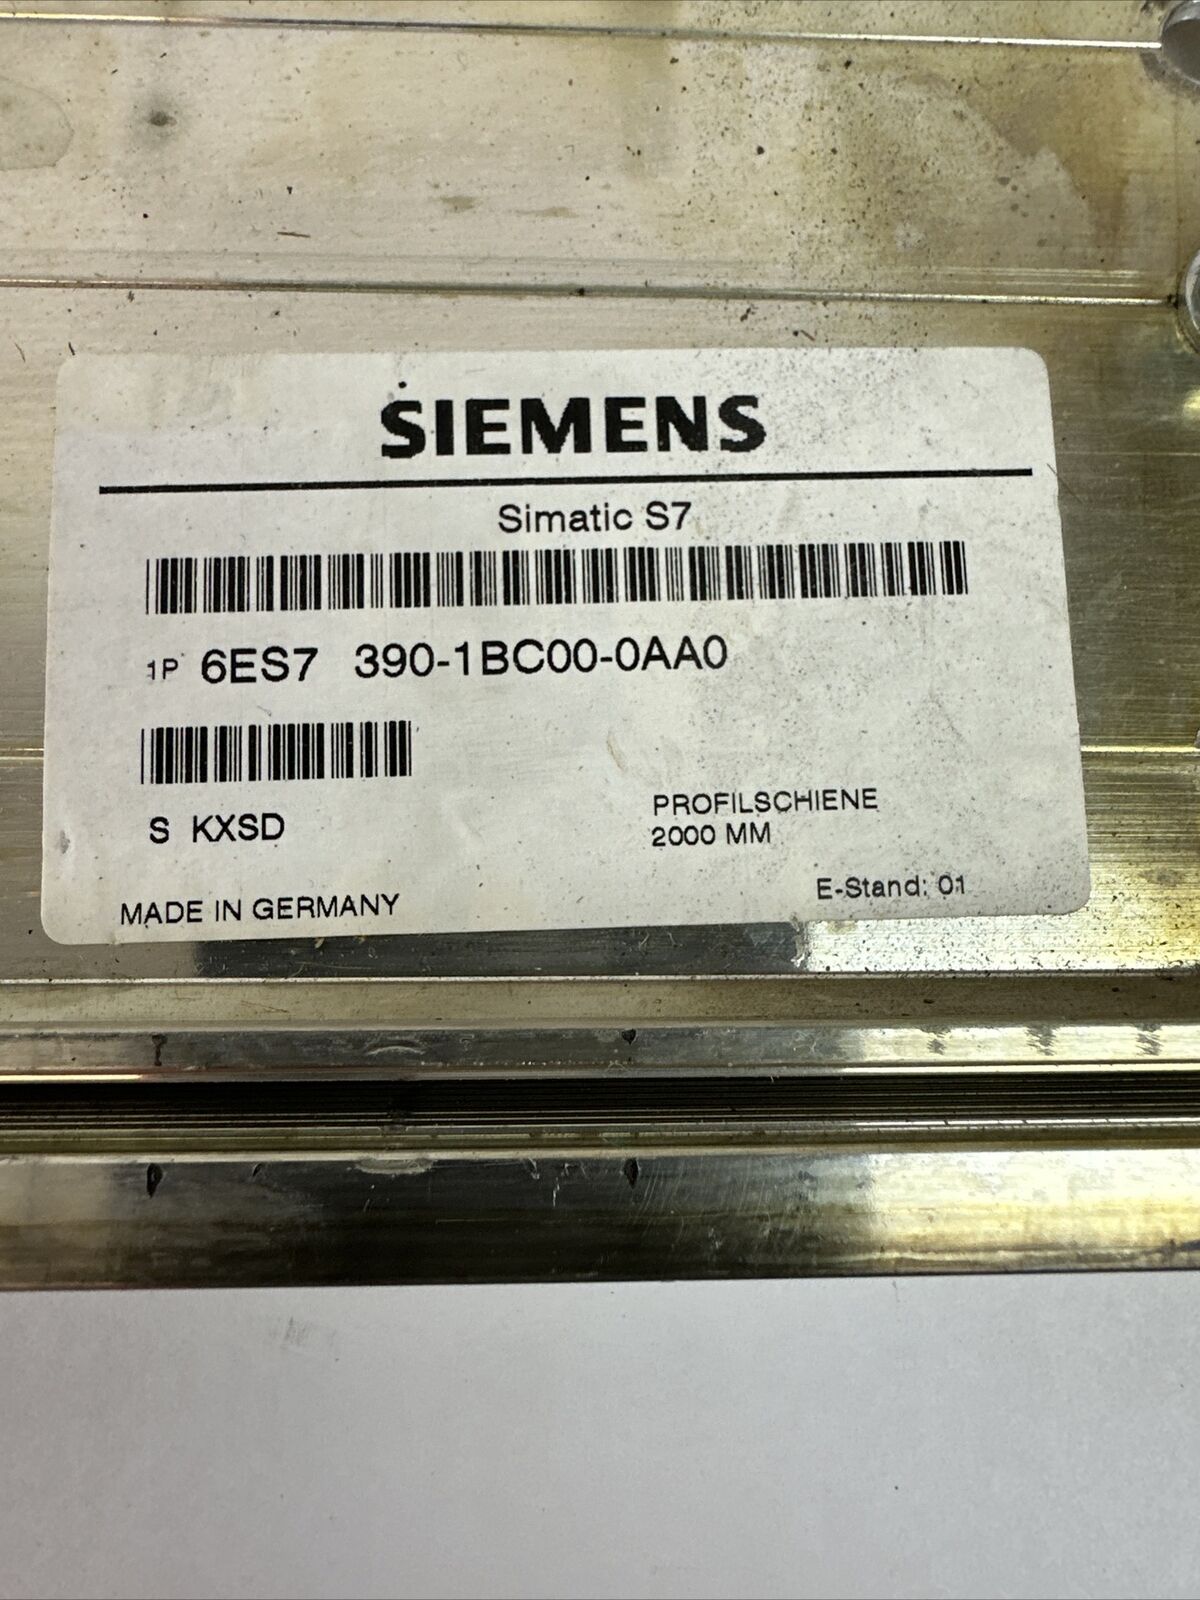 SIEMENS
Simatic S7
1P 6ES7 390-1BC00-0AA0
S KXSD
PROFILSCHIENE
2000 MM
E-Stand: 01
MADE IN GERMANY